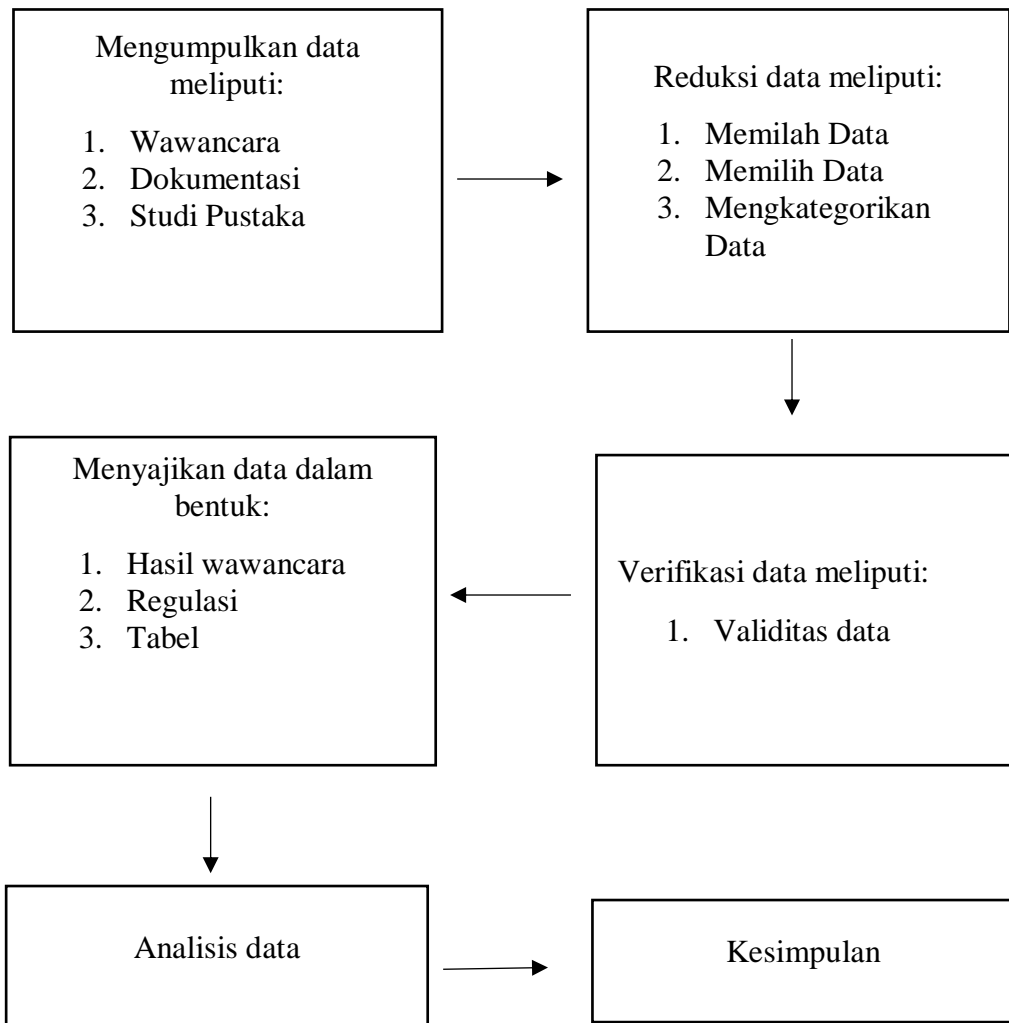 Mengumpulkan data
meliputi:
1. Wawancara
2. Dokumentasi
3. Studi Pustaka
Reduksi data meliputi:
1. Memilah Data
2. Memilih Data
3. Mengkategorikan
Data
Verifikasi data meliputi:
1. Validitas data
Menyajikan data dalam
bentuk:
1. Hasil wawancara
2. Regulasi
3. Tabel
Analisis data
Kesimpulan